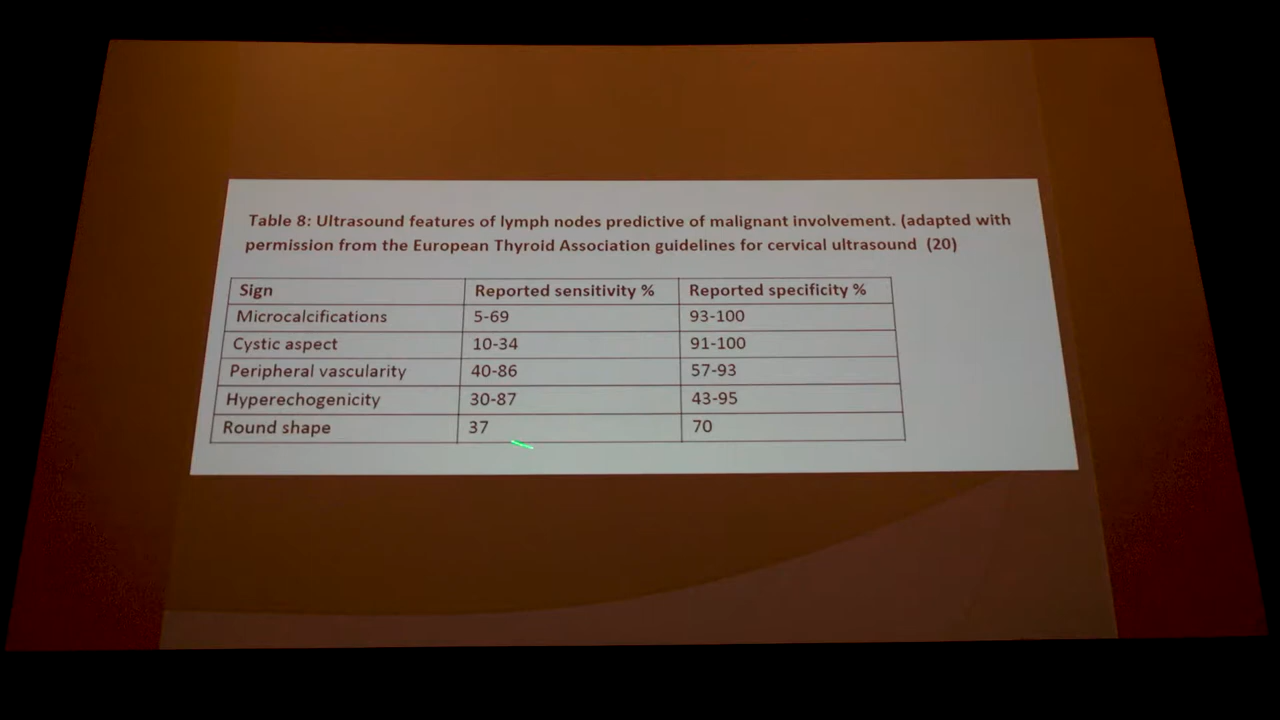 Table 8: Ultrasound features of lymph nodes predictive of malignant involvement. (adapted with
permission from the European Thyroid Association guidelines for cervical ultrasound (20)
Sign Reported sensitivity % Reported specificity %
Microcalcifications 5-69 93-100
Cystic aspect 10-34 91-100
Peripheral vascularity 40-86 57-93
Hyperechogenicity 30-87 43-95
Round shape 37 70